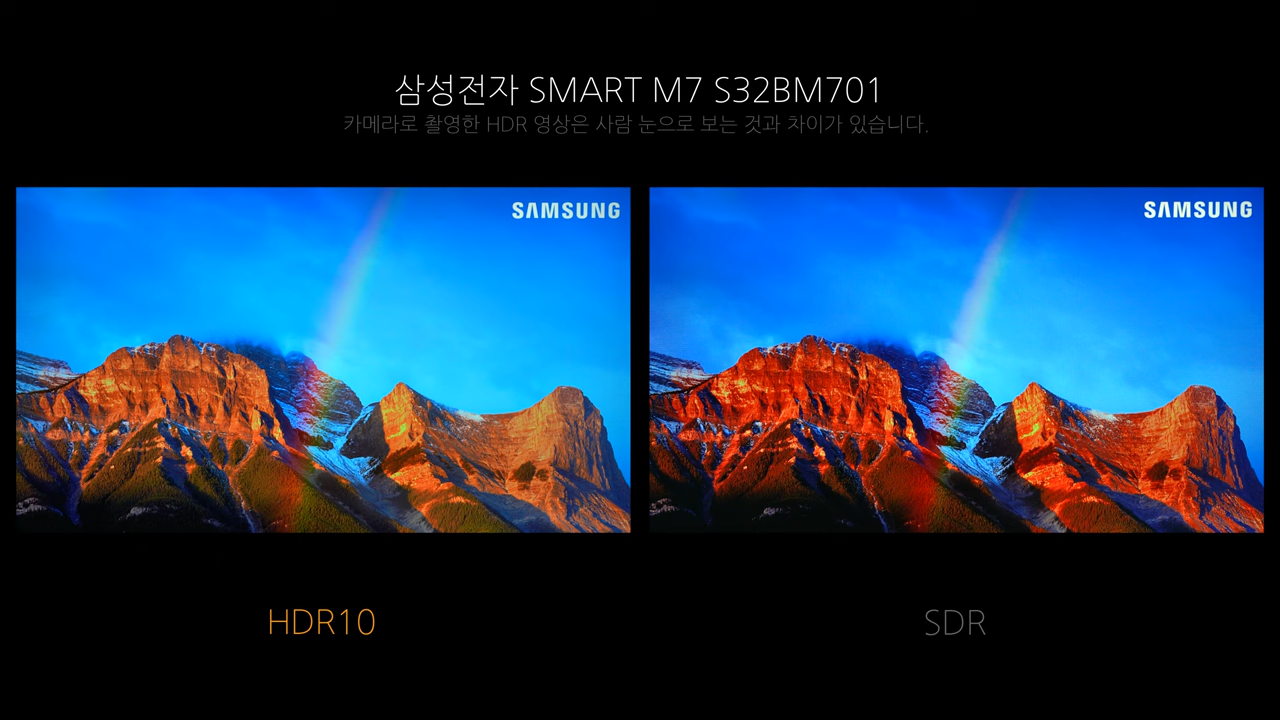 삼성전자 SMART M7 S32BM701
카메라로 촬영한 HDR 영상은 사람 눈으로 보는 것과 차이가 있습니다.
SAMSUNG
SAMSUNG
HDR10
SDR